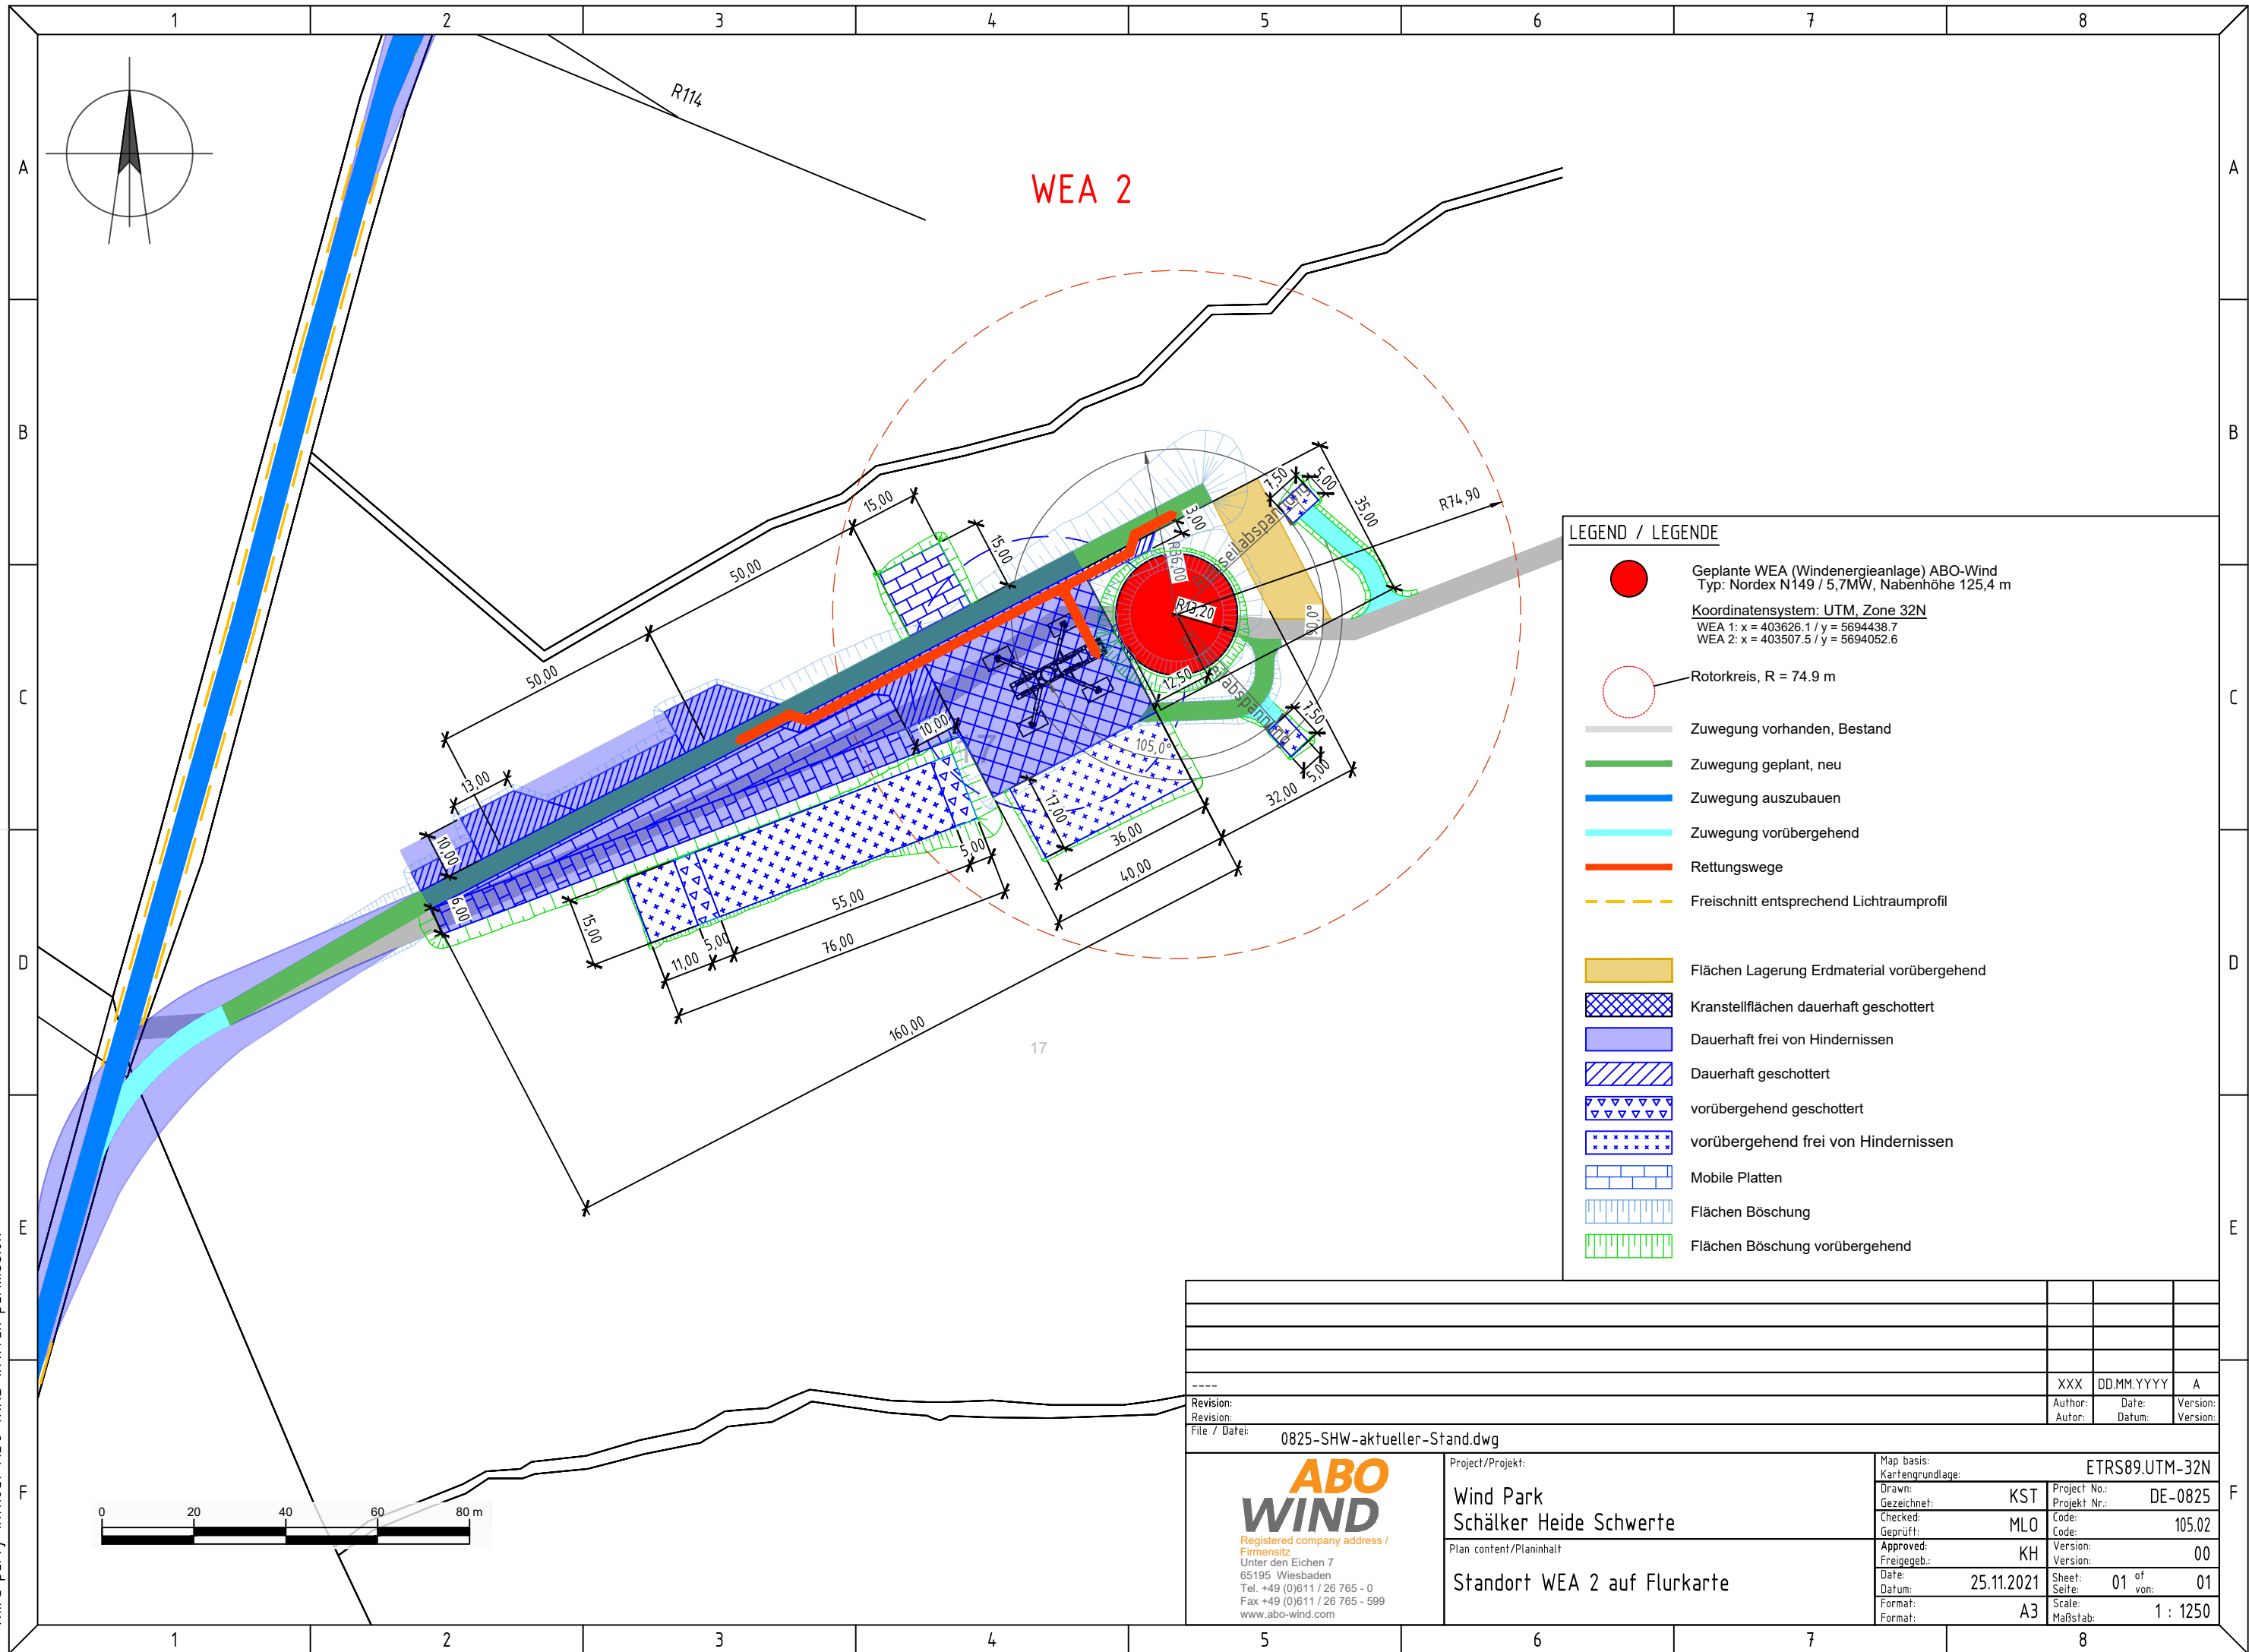 1 2 3 4 5 6 7 8
A
B
C
D
E
F
A
B
C
D
E
F
R114
WEA 2
15,00
50,00
15,00
50,00
13,00
10,00
6,00
10,00
15,00
11,00
5,00
55,00
76,00
5,00
160,00
17
17,00
36,00
40,00
32,00
105,0°
90,0°
12,50
R13,20
R36,00
3,00
7,50
5,00
35,00
R74,90
7,50
5,00
LEGEND / LEGENDE
Geplante WEA (Windenergieanlage) ABO-Wind
Typ: Nordex N149 / 5,7MW, Nabenhöhe 125,4 m
Koordinatensystem: UTM, Zone 32N
WEA 1: x = 403626.1 / y = 5694438.7
WEA 2: x = 403507.5 / y = 5694052.6
Rotorkreis, R = 74.9 m
Zuwegung vorhanden, Bestand
Zuwegung geplant, neu
Zuwegung auszubauen
Zuwegung vorübergehend
Rettungswege
Freischnitt entsprechend Lichtraumprofil
Flächen Lagerung Erdmaterial vorübergehend
Kranstellflächen dauerhaft geschottert
Dauerhaft frei von Hindernissen
Dauerhaft geschottert
vorübergehend geschottert
vorübergehend frei von Hindernissen
Mobile Platten
Flächen Böschung
Flächen Böschung vorübergehend
0 20 40 60 80 m
---- XXX DD.MM.YYYY A
Revision: Author: Date: Version:
Revision: Autor: Datum: Version:
File / Datei: 0825-SHW-aktueller-Stand.dwg
ABO
WIND
Registered company address /
Firmensitz
Unter den Eichen 7
65195 Wiesbaden
Tel. +49 (0)611 / 26 765 - 0
Fax +49 (0)611 / 26 765 - 599
www.abo-wind.com
Project/Projekt:
Wind Park
Schälker Heide Schwerte
Plan content/Planinhalt
Standort WEA 2 auf Flurkarte
Map basis:
Kartengrundlage: ETRS89.UTM-32N
Drawn:
Gezeichnet: KST
Project No.:
Projekt Nr.: DE-0825
Checked:
Geprüft: MLO
Code:
Code: 105.02
Approved:
Freigegeb.: KH
Version:
Version: 00
Date:
Datum: 25.11.2021
Sheet:
Seite: 01 of
von: 01
Format:
Format: A3
Scale:
Maßstab: 1 : 1250
1 2 3 4 5 6 7 8